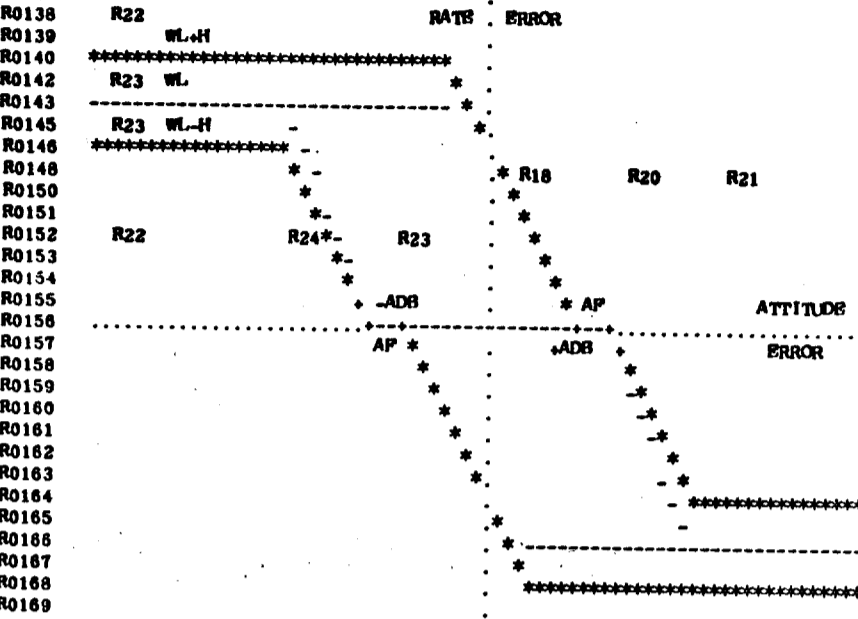 R0138 R22 RATE . ERROR
R0139 WL+H
R0140 **********************************
R0142 R23 WL *
R0143 ---------------------------------- *
R0145 R23 WL-H - *
R0146 ****************** -
R0148 * - * R18 R20 R21
R0150 * *
R0151 *- *
R0152 R22 R24*- R23 *
R0153 *- *
R0154 * *
R0155 + -ADB * AF ATTITUDE
R0156 ..........................+--+----------------+--+......................
R0157 AF * +ADB + ERROR
R0158 * *
R0159 * -*
R0160 * -*
R0161 * -*
R0162 * *
R0163 * - *
R0164 - ****************
R0165 * -
R0166 * -------------------------------
R0167 *
R0168 *******************************
R0169